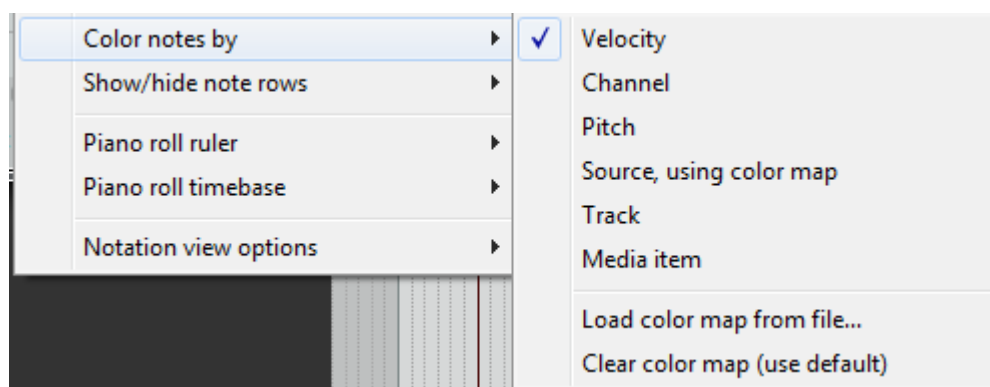 Color notes by
Show/hide note rows
Piano roll ruler
Piano roll timebase
Notation view options
Velocity
Channel
Pitch
Source, using color map
Track
Media item
Load color map from file...
Clear color map (use default)